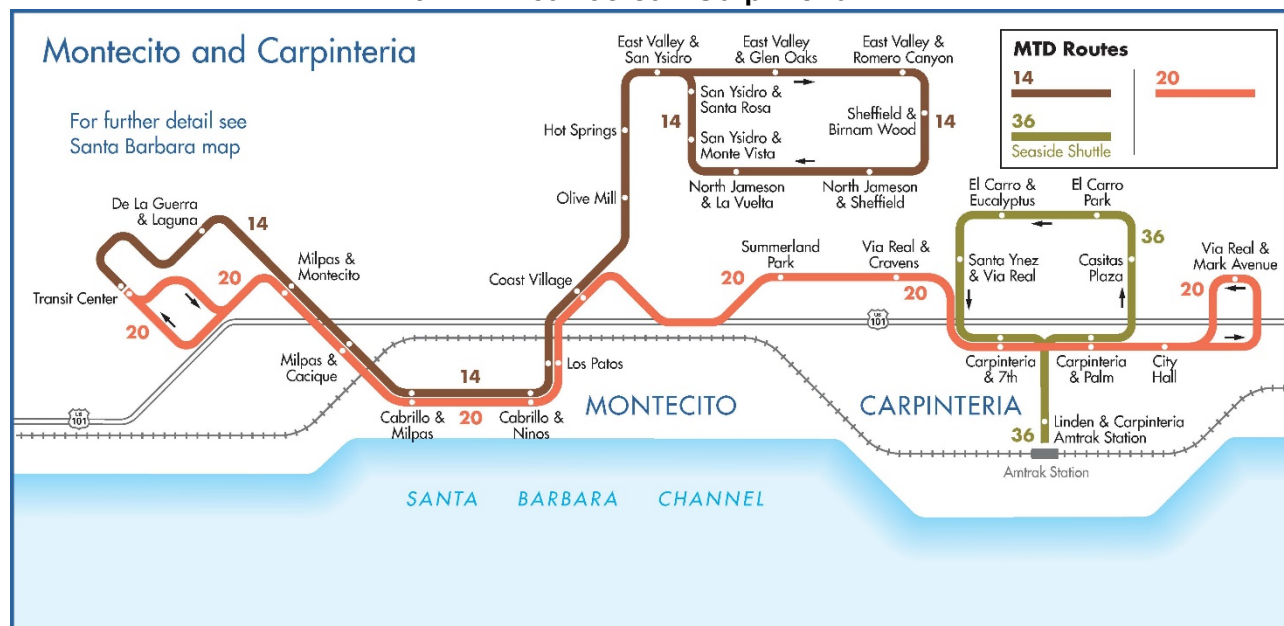 Montecito and Carpinteria
For further detail see
Santa Barbara map
MTD Routes
14
20
36
Seaside Shuttle
East Valley &
San Ysidro
East Valley
& Glen Oaks
East Valley &
Romero Canyon
San Ysidro &
Santa Rosa
Hot Springs
14
San Ysidro &
Monte Vista
Sheffield &
Birnam Wood
14
North Jameson
& La Vuelta
North Jameson
& Sheffield
Olive Mill
De La Guerra
& Laguna
14
Milpas &
Montecito
Transit Center
20
20
Coast Village
Summerland
Park
Via Real &
Cravens
20
20
El Carro &
Eucalyptus
El Carro
Park
36
Santa Ynez
& Via Real
Casitas
Plaza
Via Real &
Mark Avenue
20
US
101
Milpas &
Cacique
Los Patos
14
20
Cabrillo &
Milpas
Cabrillo &
Ninos
US
101
MONTECITO
CARPINTERIA
Carpinteria
& 7th
Carpinteria
& Palm
City
Hall
36
Linden & Carpinteria
Amtrak Station
Amtrak Station
SANTA BARBARA CHANNEL